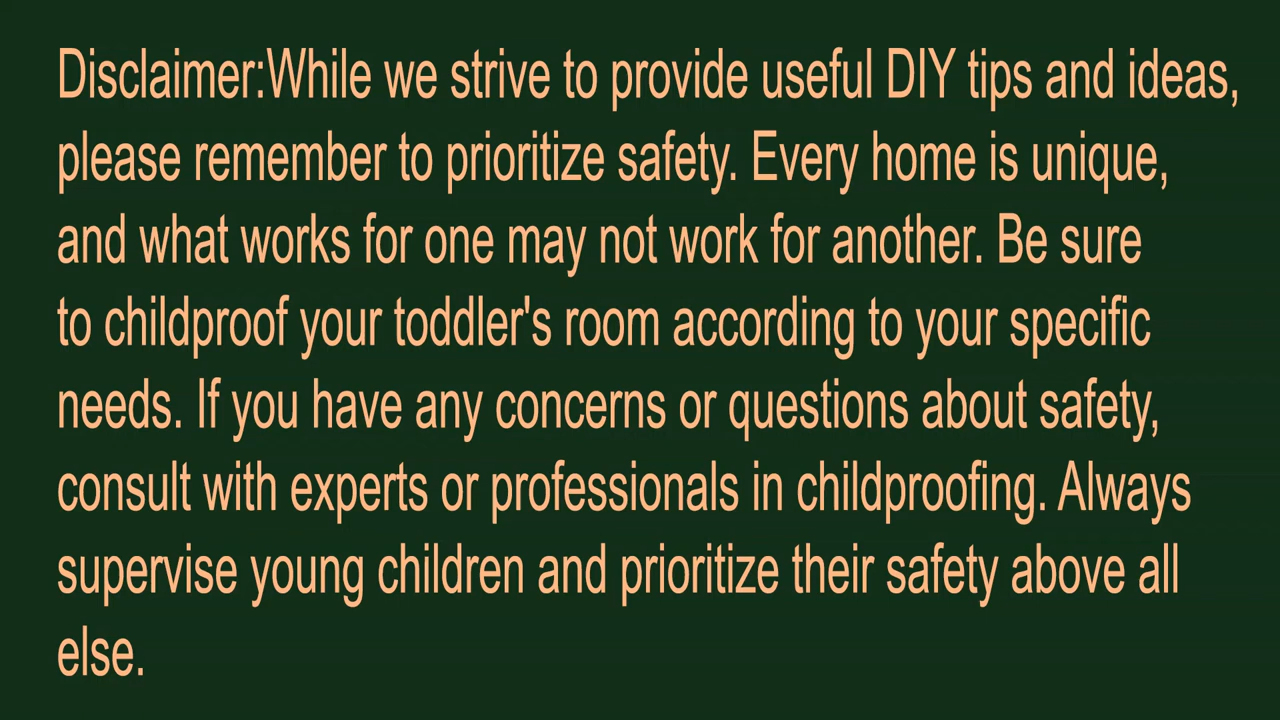 Disclaimer:While we strive to provide useful DIY tips and ideas,
please remember to prioritize safety. Every home is unique,
and what works for one may not work for another. Be sure
to childproof your toddler's room according to your specific
needs. If you have any concerns or questions about safety,
consult with experts or professionals in childproofing. Always
supervise young children and prioritize their safety above all
else.